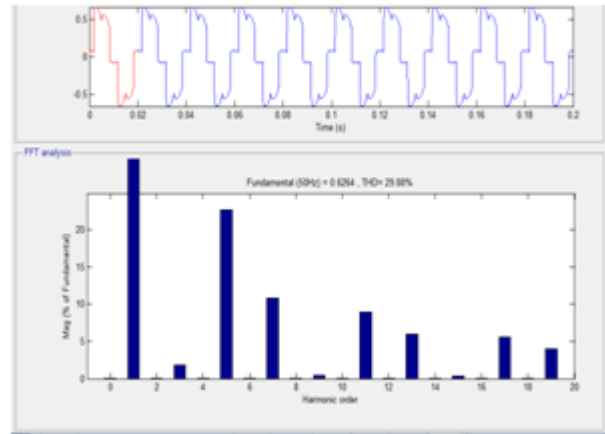 0.5
0
-0.5
0 0.02 0.04 0.06 0.08 0.1 0.12 0.14 0.16 0.18 0.2
Time (s)
FFT analysis
Fundamental (50Hz) = 0.6264 , THD= 29.88%
Mag (% of Fundamental)
20
15
10
5
0
0 2 4 6 8 10 12 14 16 18 20
Harmonic order